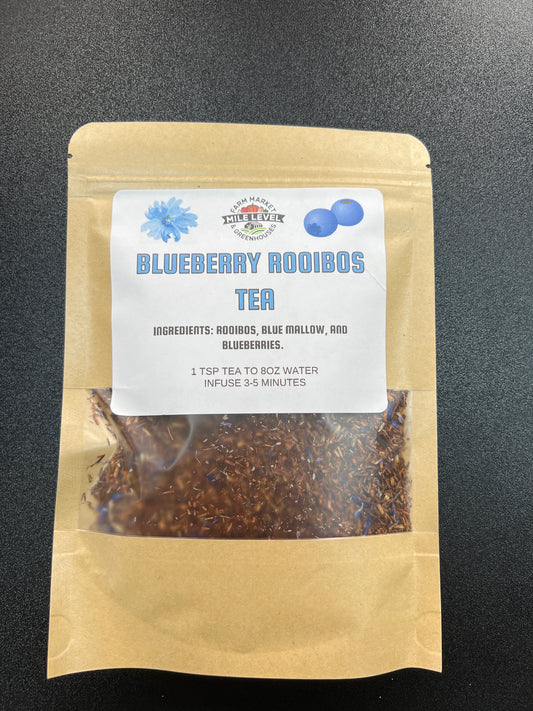 FARM MARKET
MILE LEVEL
& GREENHOUSES
BLUEBERRY ROOIBOS
TEA
INGREDIENTS: ROOIBOS, BLUE MALLOW, AND
BLUEBERRIES.
1 TSP TEA TO 8OZ WATER
INFUSE 3-5 MINUTES